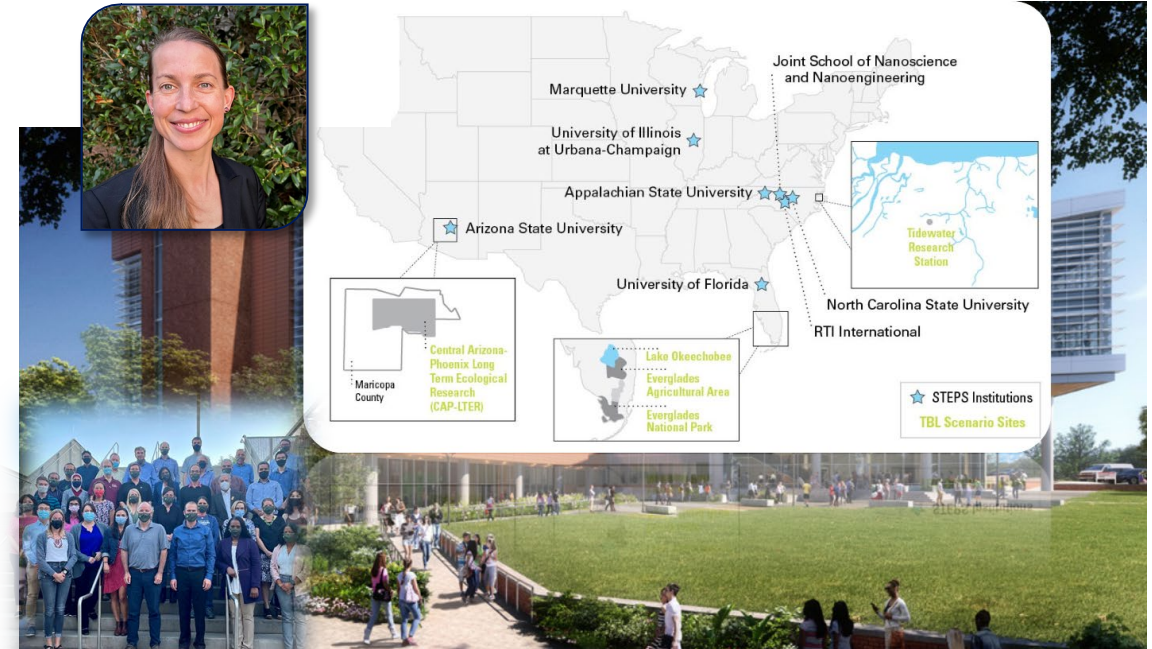 Joint School of Nanoscience
and Nanoengineering
Marquette University
University of Illinois
at Urbana-Champaign
Appalachian State University
Arizona State University
Tidewater
Research
Station
University of Florida
North Carolina State University
RTI International
Central Arizona-
Phoenix Long
Term Ecological
Research
(CAP-LTER)
Maricopa
County
Lake Okeechobee
Everglades
Agricultural Area
Everglades
National Park
STEPS Institutions
TBL Scenario Sites